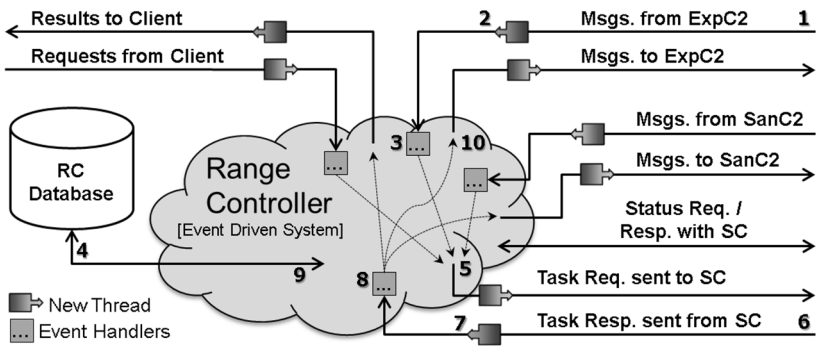 Results to Client
Requests from Client
2
Msgs. from ExpC2
1
Msgs. to ExpC2
3
...
10
Msgs. from SanC2
Msgs. to SanC2
RC
Database
Range
Controller
[Event Driven System]
...
...
Status Req. /
Resp. with SC
4
9
8
...
5
Task Req. sent to SC
7
Task Resp. sent from SC
6
New Thread
... Event Handlers